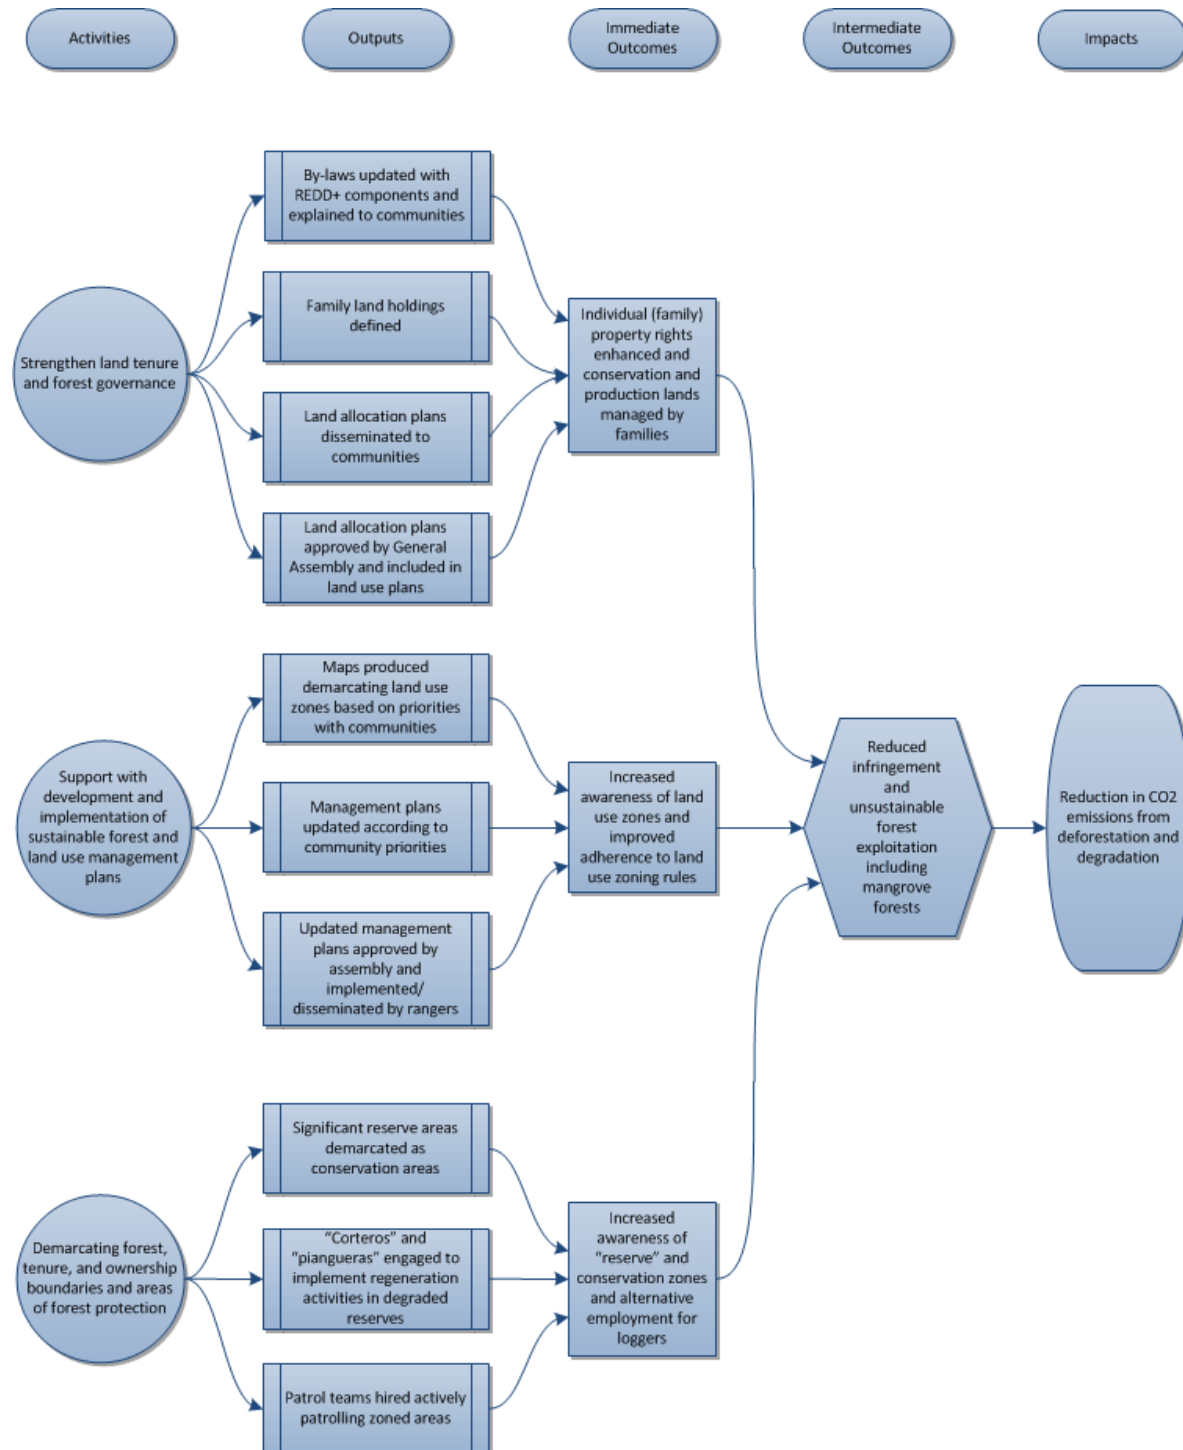 Activities
Outputs
Immediate
Outcomes
Intermediate
Outcomes
Impacts
By-laws updated with
REDD+ components and
explained to communities
Family land holdings
defined
Strengthen land tenure
and forest governance
Individual (family)
property rights
enhanced and
conservation and
production lands
managed by
families
Land allocation plans
disseminated to
communities
Land allocation plans
approved by General
Assembly and included in
land use plans
Maps produced
demarcating land use
zones based on priorities
with communities
Support with
development and
implementation of
sustainable forest and
land use management
plans
Management plans
updated according to
community priorities
Increased
awareness of land
use zones and
improved
adherence to land
use zoning rules
Reduced
infringement
and
unsustainable
forest
exploitation
including
mangrove
forests
Reduction in CO2
emissions from
deforestation and
degradation
Updated management
plans approved by
assembly and
implemented/
disseminated by rangers
Significant reserve areas
demarcated as
conservation areas
Demarcating forest,
tenure, and ownership
boundaries and areas
of forest protection
“Corteros” and
“piangueras” engaged to
implement regeneration
activities in degraded
reserves
Increased
awareness of
“reserve” and
conservation zones
and alternative
employment for
loggers
Patrol teams hired actively
patrolling zoned areas